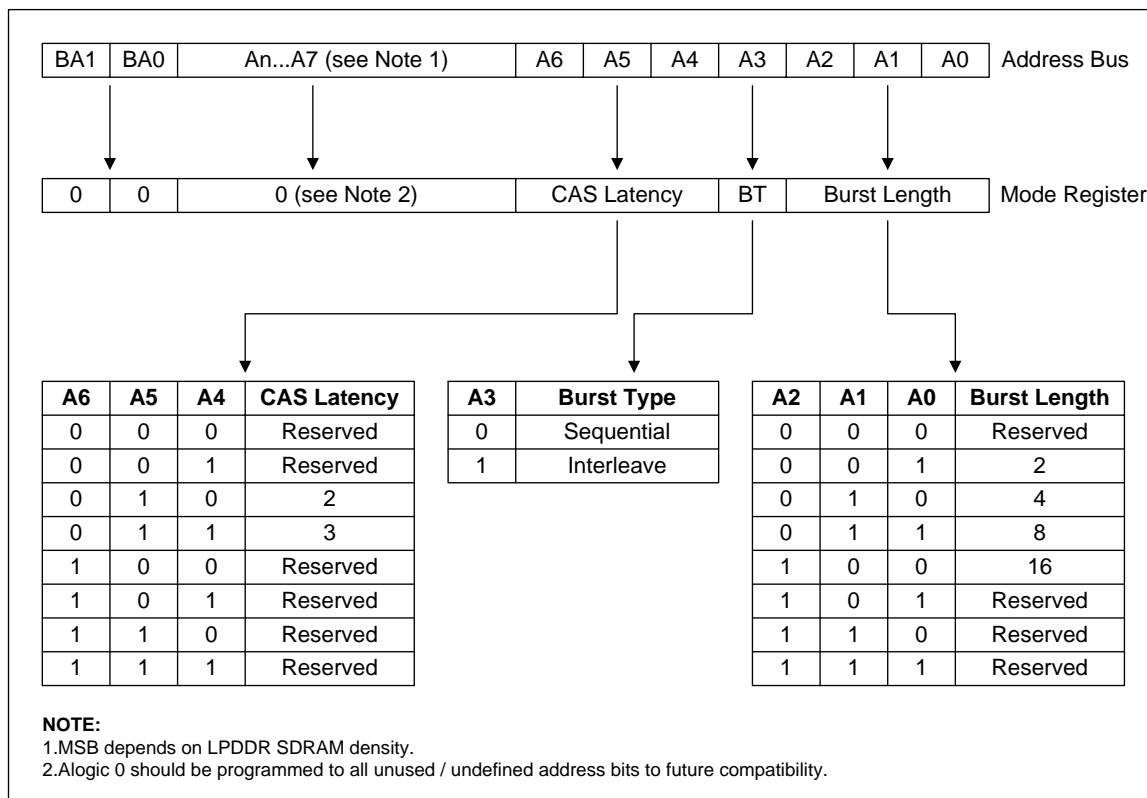 BA1 BA0 An...A7 (see Note 1) A6 A5 A4 A3 A2 A1 A0 Address Bus
0 0 0 (see Note 2) CAS Latency BT Burst Length Mode Register
A6 A5 A4 CAS Latency
0 0 0 Reserved
0 0 1 Reserved
0 1 0 2
0 1 1 3
1 0 0 Reserved
1 0 1 Reserved
1 1 0 Reserved
1 1 1 Reserved
A3 Burst Type
0 Sequential
1 Interleave
A2 A1 A0 Burst Length
0 0 0 Reserved
0 0 1 2
0 1 0 4
0 1 1 8
1 0 0 16
1 0 1 Reserved
1 1 0 Reserved
1 1 1 Reserved
NOTE:
1.MSB depends on LPDDR SDRAM density.
2.Alogic 0 should be programmed to all unused / undefined address bits to future compatibility.